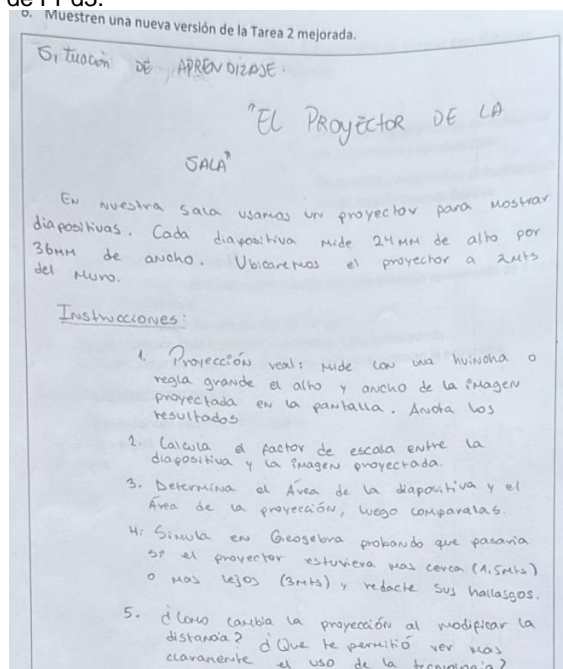 de FPd3.
6. Muestren una nueva versión de la Tarea 2 mejorada.
Situación DE APRENDIZAJE:
"EL PROYECTOR DE LA
SALA"
EN NUEStra Sala usamos un proyector para mostrar
diapositivas. Cada diapositiva mide 24MM de alto por
36MM de ancho. Ubicaremos el proyector a 2Mts
del Muro.
Instrucciones:
1. Proyección real: Mide con una huincha o
regla grande el alto y ancho de la imagen
proyectada en la pantalla. Anota los
resultados
2. Calcula el factor de escala entre la
diapositiva y la imagen proyectada.
3. Determina el Área de la diapositiva y el
Área de la proyección, luego comparalas.
4: Simula en Geogebra probando que pasaria
si el proyector estuviera mas cerca (1.5Mts)
o mas lejos (3mts) y redacte sus hallasgos.
5. ¿Como cambia la proyección al modificar la
distancia? ¿Que te permitió ver mas
claramente el uso de la tecnologia?